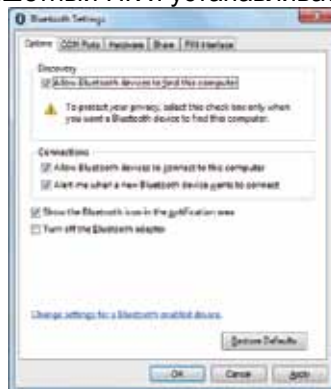 Bluetooth Settings
Options COM Ports Hardware Share PAN Interface
Discovery
Allow Bluetooth devices to find this computer
To protect your privacy, select this check box only when
you want a Bluetooth device to find this computer.
Connections
Allow Bluetooth devices to connect to this computer
Alert me when a new Bluetooth device wants to connect
Show the Bluetooth icon in the notification area
Turn off the Bluetooth adapter
Change settings for a Bluetooth enabled device.
Restore Defaults
OK Cancel Apply